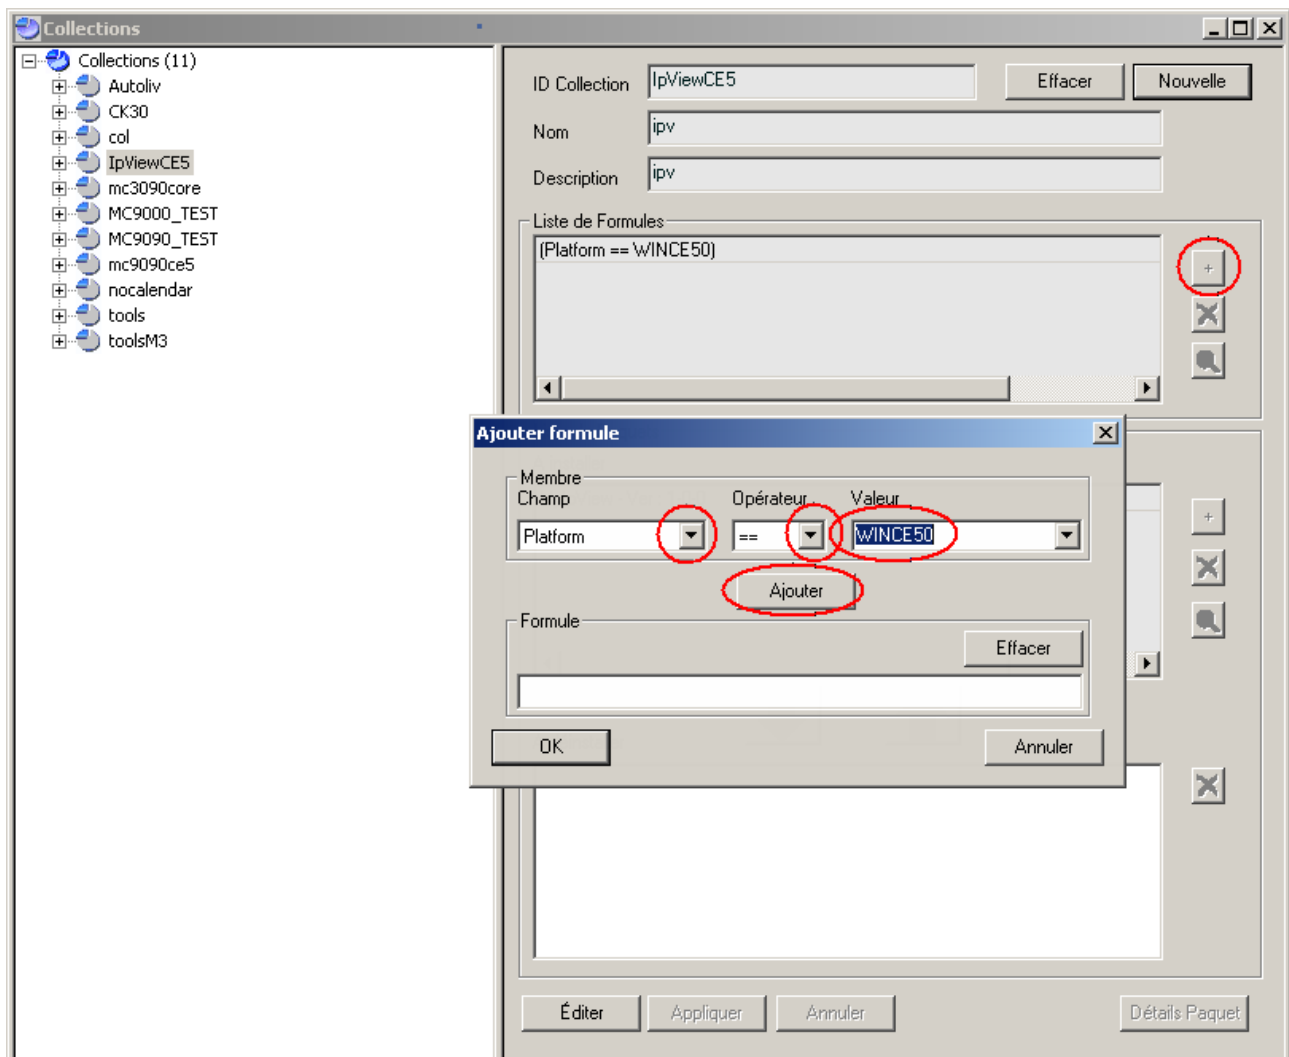 Collections
Collections (11)
Autoliv
CK30
col
IpViewCE5
mc3090core
MC9000_TEST
MC9090_TEST
mc9090ce5
nocalendar
tools
toolsM3
ID Collection IpViewCE5 Effacer Nouvelle
Nom ipv
Description ipv
Liste de Formules
(Platform == WINCE50)
+
Ajouter formule
Membre
Champ Opérateur Valeur
Platform == WINCE50
+
Ajouter
Formule
Effacer
OK Annuler
Éditer Appliquer Annuler Détails Paquet